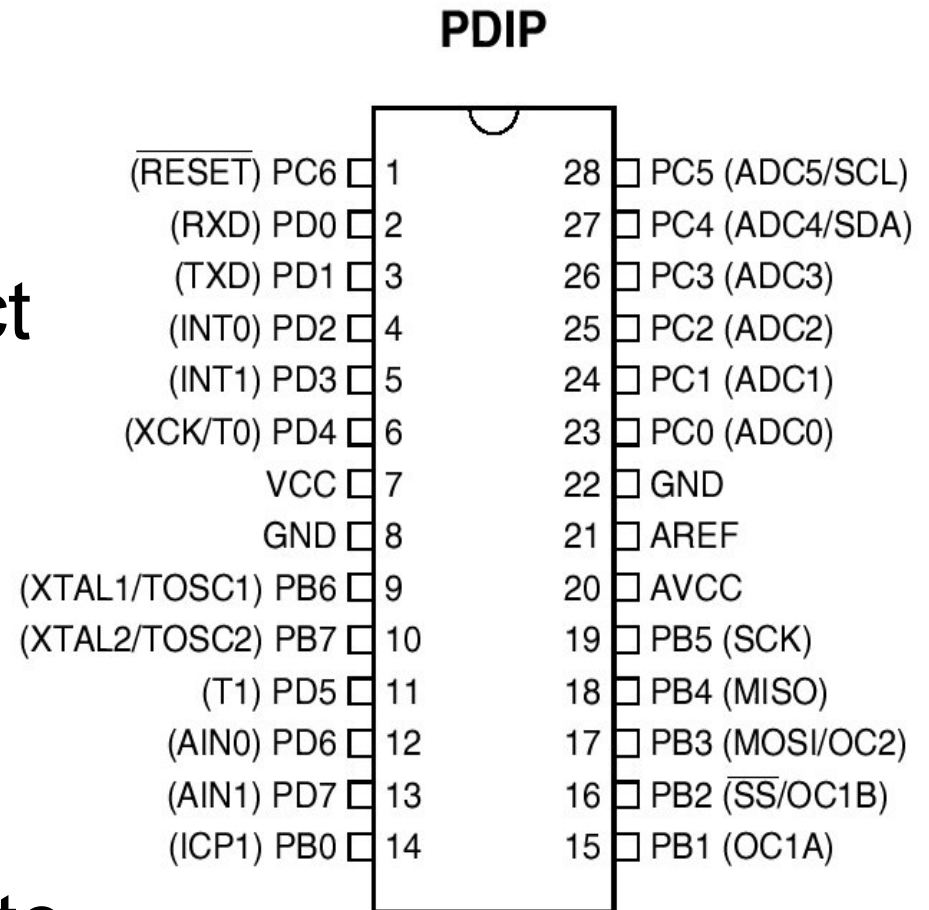 PDIP
(RESET) PC6 1 28 PC5 (ADC5/SCL)
(RXD) PD0 2 27 PC4 (ADC4/SDA)
(TXD) PD1 3 26 PC3 (ADC3)
(INT0) PD2 4 25 PC2 (ADC2)
(INT1) PD3 5 24 PC1 (ADC1)
(XCK/T0) PD4 6 23 PC0 (ADC0)
VCC 7 22 GND
GND 8 21 AREF
(XTAL1/TOSC1) PB6 9 20 AVCC
(XTAL2/TOSC2) PB7 10 19 PB5 (SCK)
(T1) PD5 11 18 PB4 (MISO)
(AIN0) PD6 12 17 PB3 (MOSI/OC2)
(AIN1) PD7 13 16 PB2 (SS/OC1B)
(ICP1) PB0 14 15 PB1 (OC1A)